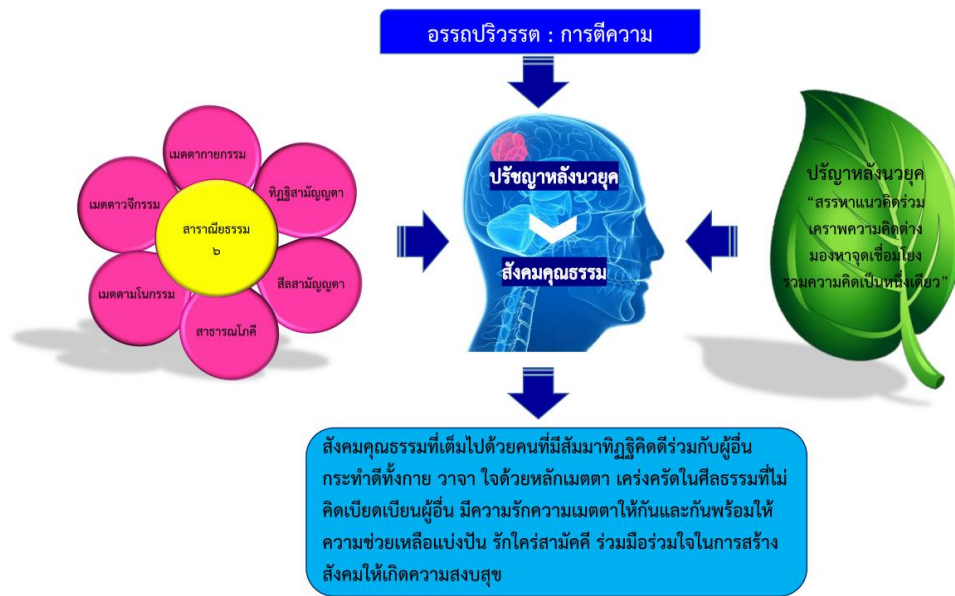 อรรถปริวรรต : การตีความ
เมตตากายกรรม
ทิฏฐิสามัญญตา
เมตตาวจีกรรม
สาราณียธรรม
๖
เมตตามโนกรรม
สีลสามัญญตา
สาธารณโภคี
ปรัชญาหลังนวยุค
สังคมคุณธรรม
ปรัญาหลังนวยุค
“สรรหาแนวคิดร่วม
เคราพความคิดต่าง
มองหาจุดเชื่อมโยง
รวมความคิดเป็นหนึ่งเดียว”
สังคมคุณธรรมที่เต็มไปด้วยคนที่มีสัมมาทิฏฐิคิดดีร่วมกับผู้อื่น
กระทำดีทั้งกาย วาจา ใจด้วยหลักเมตตา เคร่งครัดในศีลธรรมที่ไม่
คิดเบียดเบียนผู้อื่น มีความรักความเมตตาให้กันและกันพร้อมให้
ความช่วยเหลือแบ่งปัน รักใคร่สามัคคี ร่วมมือร่วมใจในการสร้าง
สังคมให้เกิดความสงบสุข